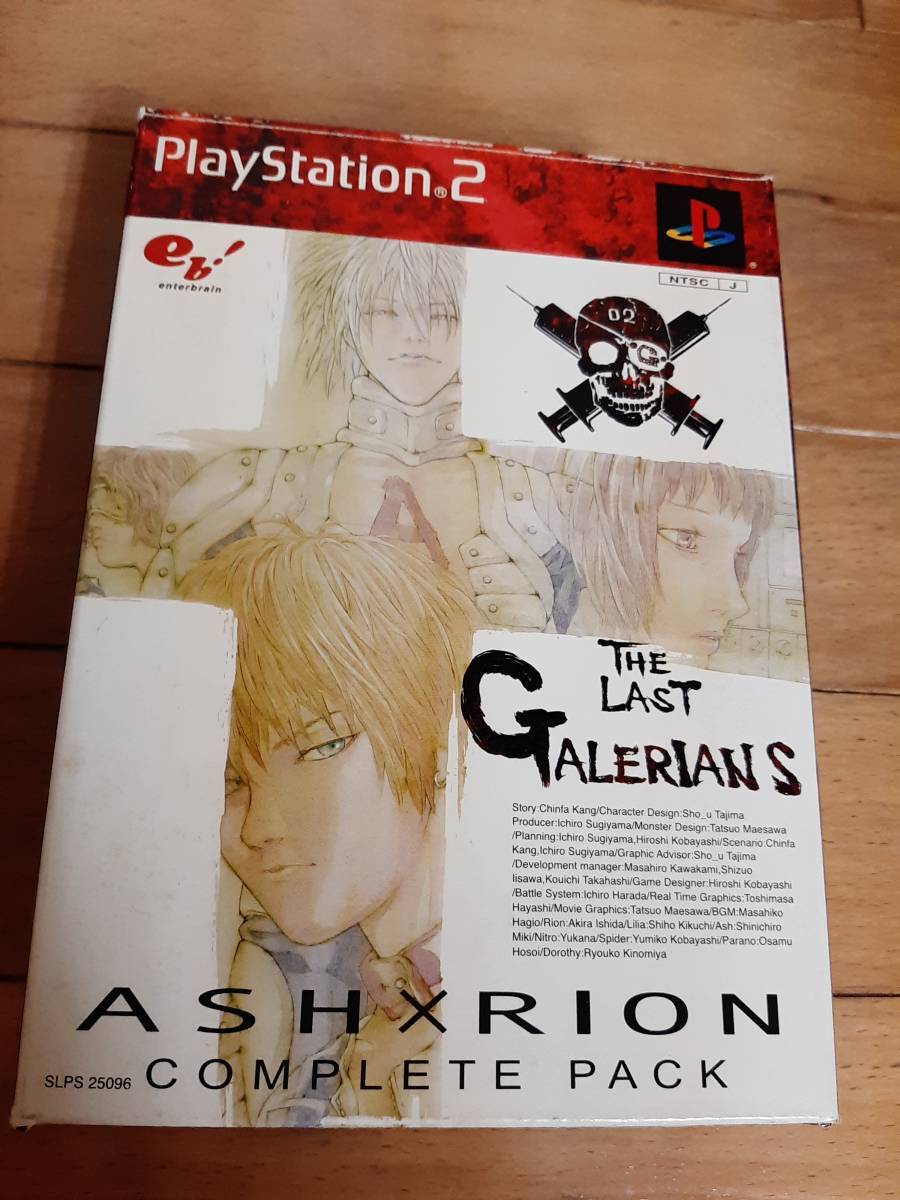 PlayStation®2
eb!
enterbrain
NTSC J
02
G
A
THE
LAST
GALERIANS
Story:Chinfa Kang/Character Design:Sho_u Tajima
Producer:Ichiro Sugiyama/Monster Design:Tatsuo Maesawa
/Planning:Ichiro Sugiyama,Hiroshi Kobayashi/Scenario:Chinfa
Kang,Ichiro Sugiyama/Graphic Advisor:Sho_u Tajima
/Development manager:Masahiro Kawakami,Shizuo
Iisawa,Kouichi Takahashi/Game Designer:Hiroshi Kobayashi
/Battle System:Ichiro Harada/Real Time Graphics:Toshimasa
Hayashi/Movie Graphics:Tatsuo Maesawa/BGM:Masahiko
Hagio/Rion:Akira Ishida/Lilia:Shiho Kikuchi/Ash:Shinichiro
Miki/Nitro:Yukana/Spider:Yumiko Kobayashi/Parano:Osamu
Hosoi/Dorothy:Ryouko Kinomiya
ASH×RION
SLPS 25096 COMPLETE PACK